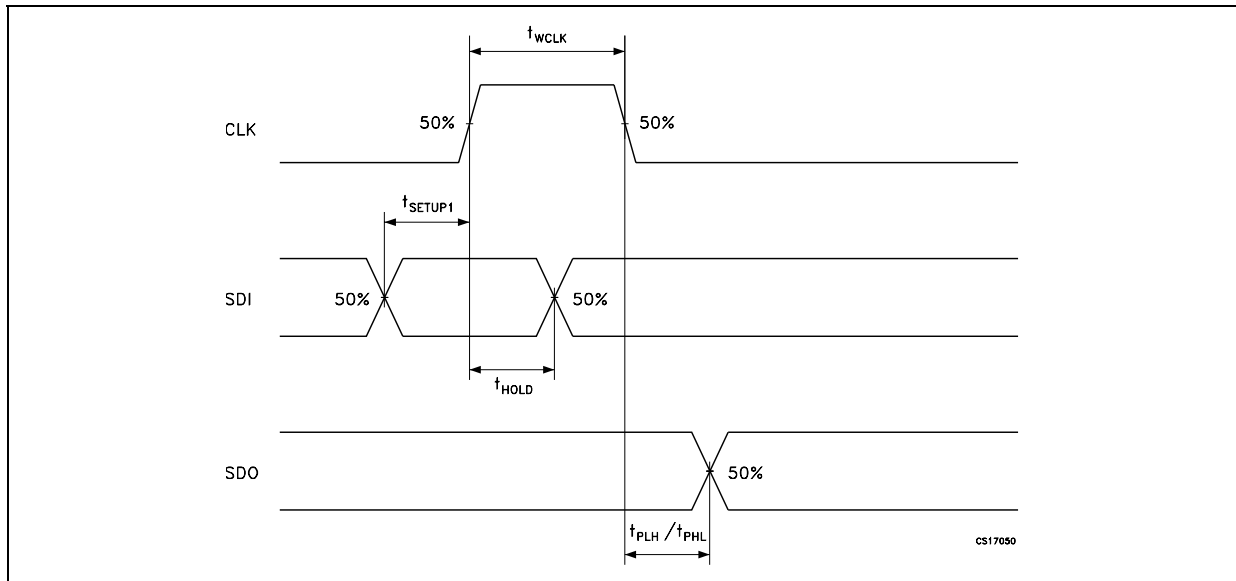 tWCLK
CLK
50%
50%
tSETUP1
SDI
50%
50%
tHOLD
SDO
50%
tPLH /tPHL
CS17050